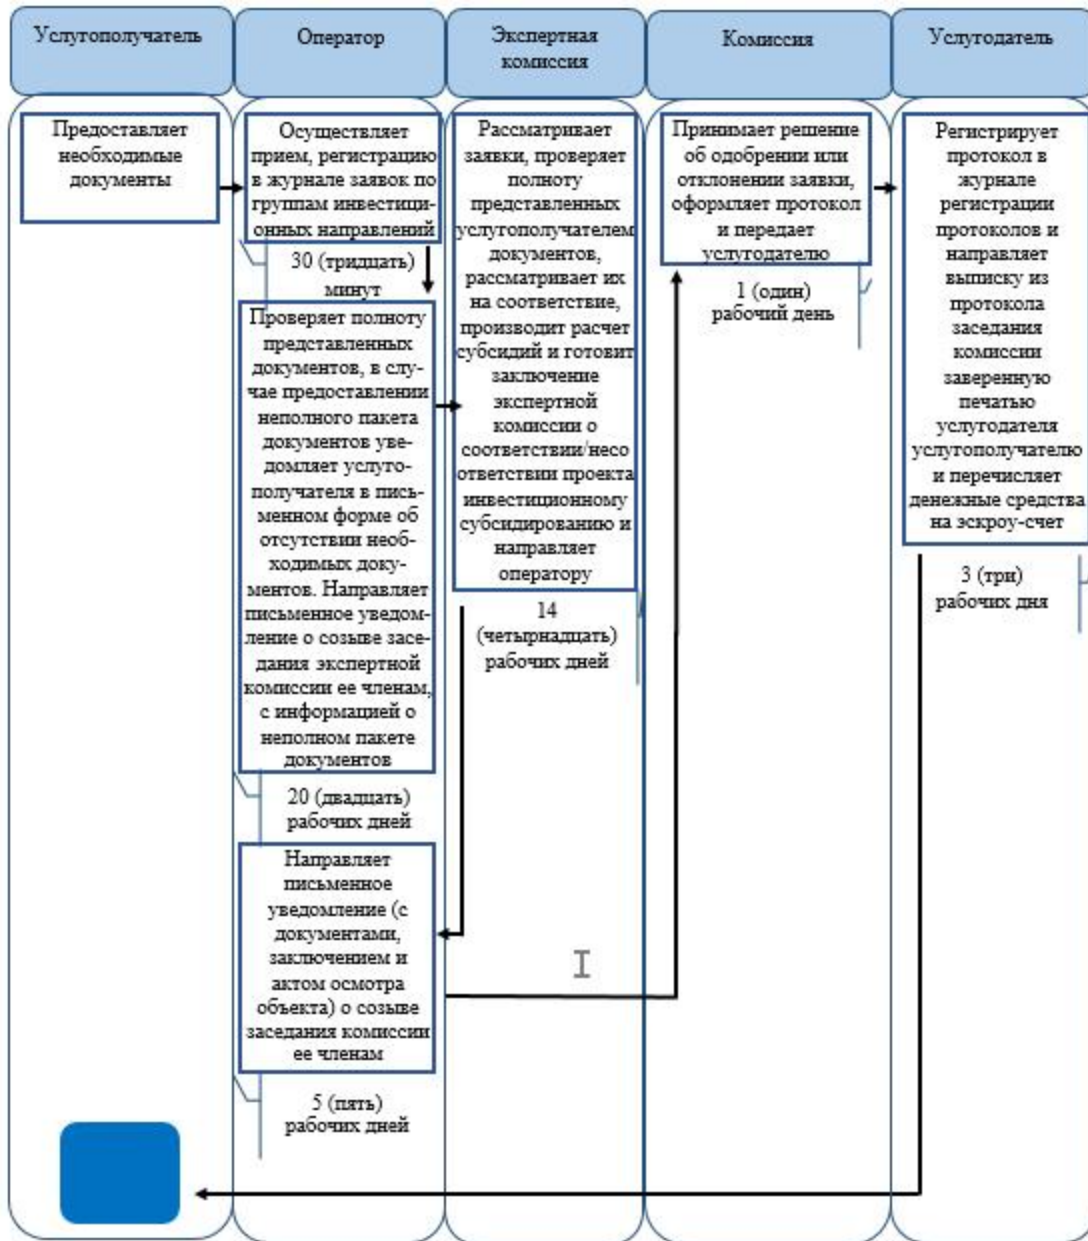 Услугополучатель
Оператор
Экспертная
комиссия
Комиссия
Услугодатель
Предоставляет
необходимые
документы
Осуществляет
прием, регистрацию
в журнале заявок по
группам инвестици-
онных направлений
30 (тридцать)
минут
Проверяет полноту
представленных
документов, в слу-
чае предоставлении
неполного пакета
документов уве-
домляет услуго-
получателя в пись-
менном форме об
отсутствии необ-
ходимых доку-
ментов. Направляет
письменное уведом-
ление о созыве засе-
дания экспертной
комиссии ее членам,
с информацией о
неполном пакете
документов
20 (двадцать)
рабочих дней
Направляет
письменное
уведомление (с
документами,
заключением и
актом осмотра
объекта) о созыве
заседания комиссии
ее членам
5 (пять)
рабочих дней
Рассматривает
заявки, проверяет
полноту
представленных
услугополучателем
документов,
рассматривает их
на соответствие,
производит расчет
субсидий и готовит
заключение
экспертной
комиссии о
соответствии/несо
ответствии проекта
инвестиционному
субсидированию и
направляет
оператору
14
(четырнадцать)
рабочих дней
Принимает решение
об одобрении или
отклонении заявки,
оформляет протокол
и передает
услугодателю
1 (один)
рабочий день
Регистрирует
протокол в
журнале
регистрации
протоколов и
направляет
выписку из
протокола
заседания
комиссии
заверенную
печатью
услугодателя
услугополучателю
и перечисляет
денежные средства
на эскроу-счет
3 (три)
рабочих дня